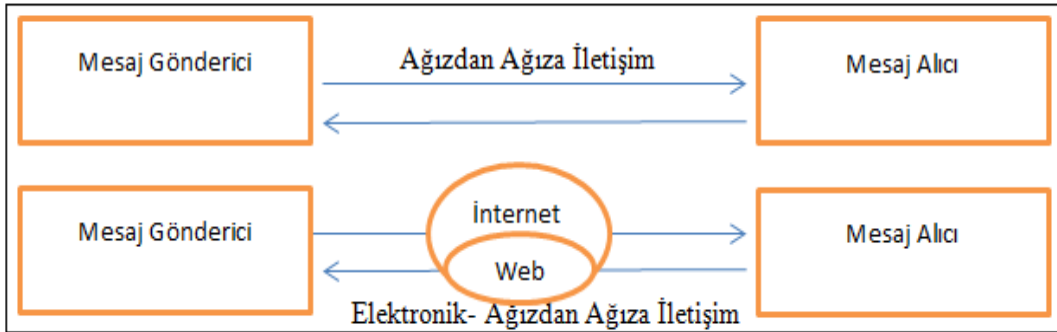 Mesaj Gönderici
Ağızdan Ağıza İletişim
Mesaj Alıcı
Mesaj Gönderici
İnternet
Mesaj Alıcı
Web
Elektronik- Ağızdan Ağıza İletişim